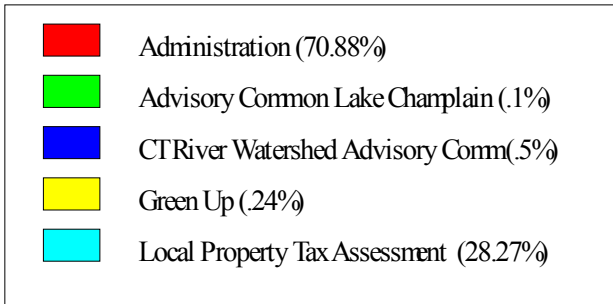 Administration (70.88%)
Advisory Common Lake Champlain (.1%)
CT River Watershed Advisory Comm(.5%)
Green Up (.24%)
Local Property Tax Assessment (28.27%)